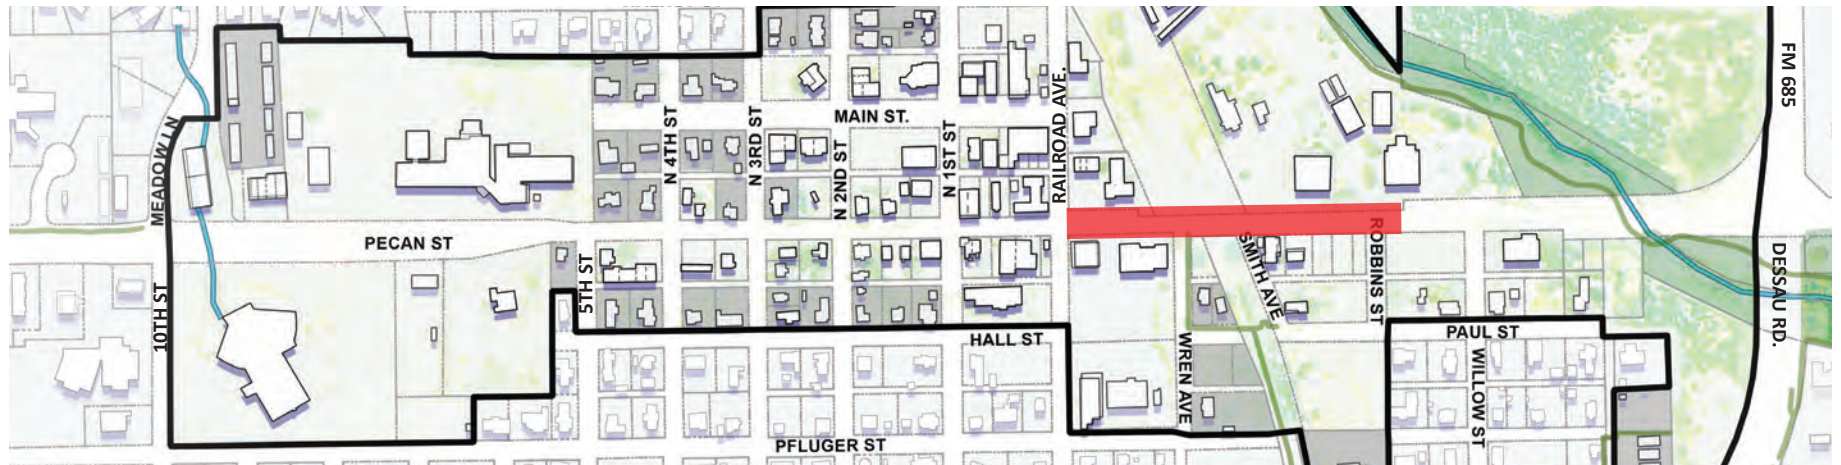 FM 685
MEADOW LN
N 4TH ST
N 3RD ST
MAIN ST.
N 2ND ST
N 1ST ST
RAILROAD AVE.
PECAN ST
10TH ST
5TH ST
SMITH AVE
ROBBINS ST
DESSAU RD.
HALL ST
WREN AVE
PAUL ST
WILLOW ST
PFLUGER ST